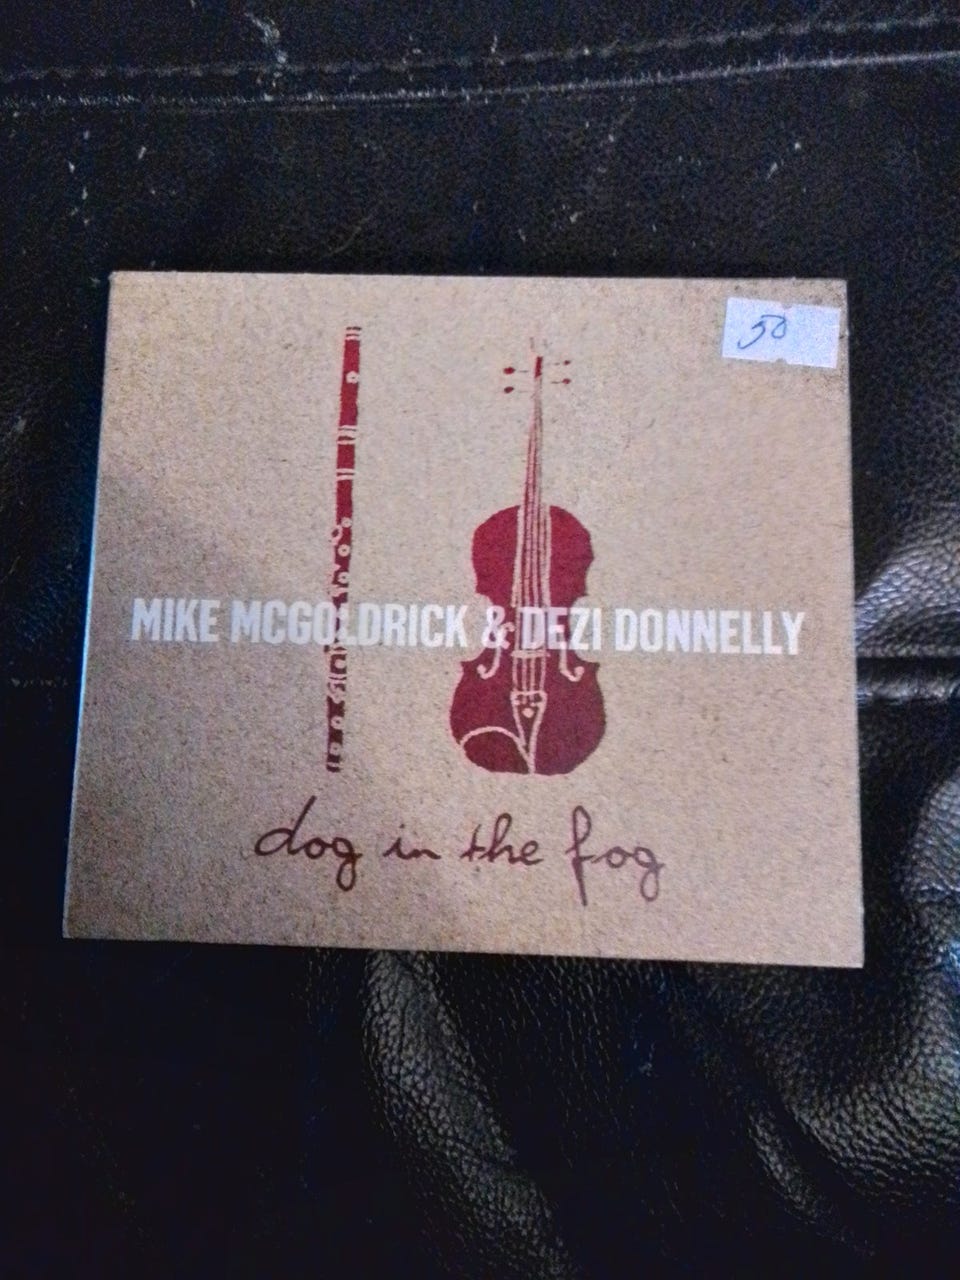 50
MIKE MCGOLDRICK & DEZI DONNELLY
dog in the fog